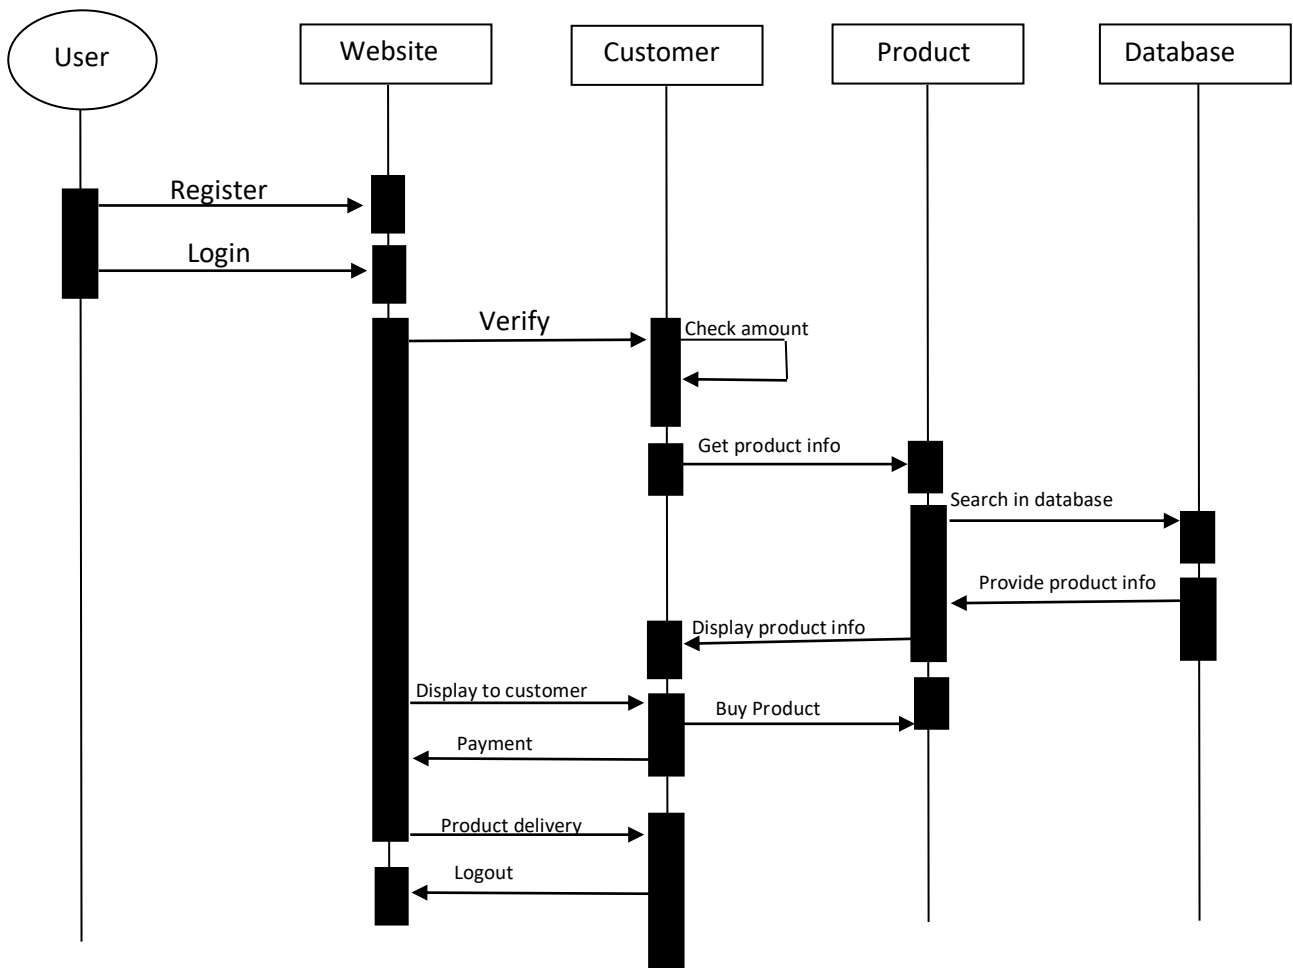 User
Website
Customer
Product
Database
Register
Login
Verify
Check amount
Get product info
Search in database
Provide product info
Display product info
Display to customer
Buy Product
Payment
Product delivery
Logout